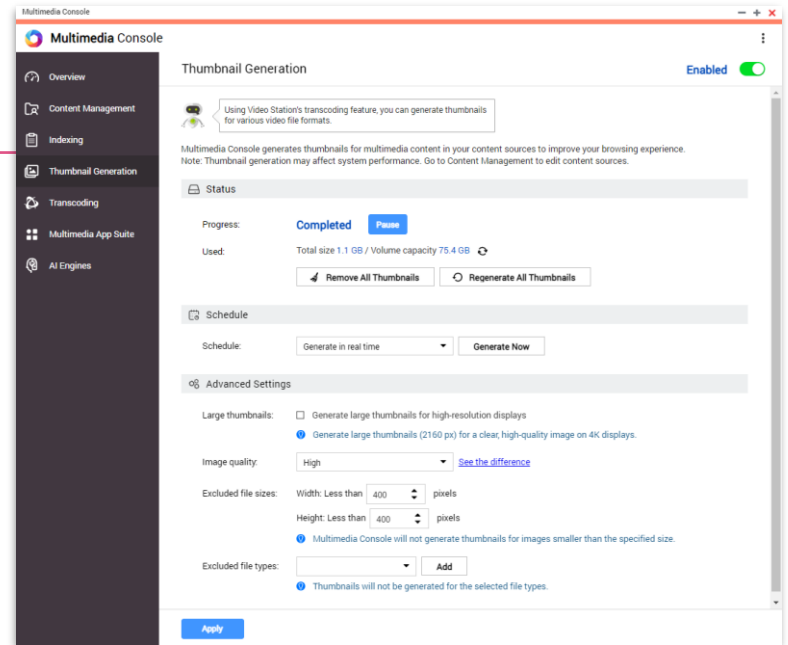 Multimedia Console
Multimedia Console
Overview
Content Management
Indexing
Thumbnail Generation
Transcoding
Multimedia App Suite
AI Engines
Thumbnail Generation
Enabled
Using Video Station's transcoding feature, you can generate thumbnails
for various video file formats.
Multimedia Console generates thumbnails for multimedia content in your content sources to improve your browsing experience.
Note: Thumbnail generation may affect system performance. Go to Content Management to edit content sources.
Status
Progress: Completed Pause
Used: Total size 1.1 GB / Volume capacity 75.4 GB
Remove All Thumbnails Regenerate All Thumbnails
Schedule
Schedule: Generate in real time Generate Now
Advanced Settings
Large thumbnails: Generate large thumbnails for high-resolution displays
Generate large thumbnails (2160 px) for a clear, high-quality image on 4K displays.
Image quality: High See the difference
Excluded file sizes: Width: Less than 400 pixels
Height: Less than 400 pixels
Multimedia Console will not generate thumbnails for images smaller than the specified size.
Excluded file types: Add
Thumbnails will not be generated for the selected file types.
Apply